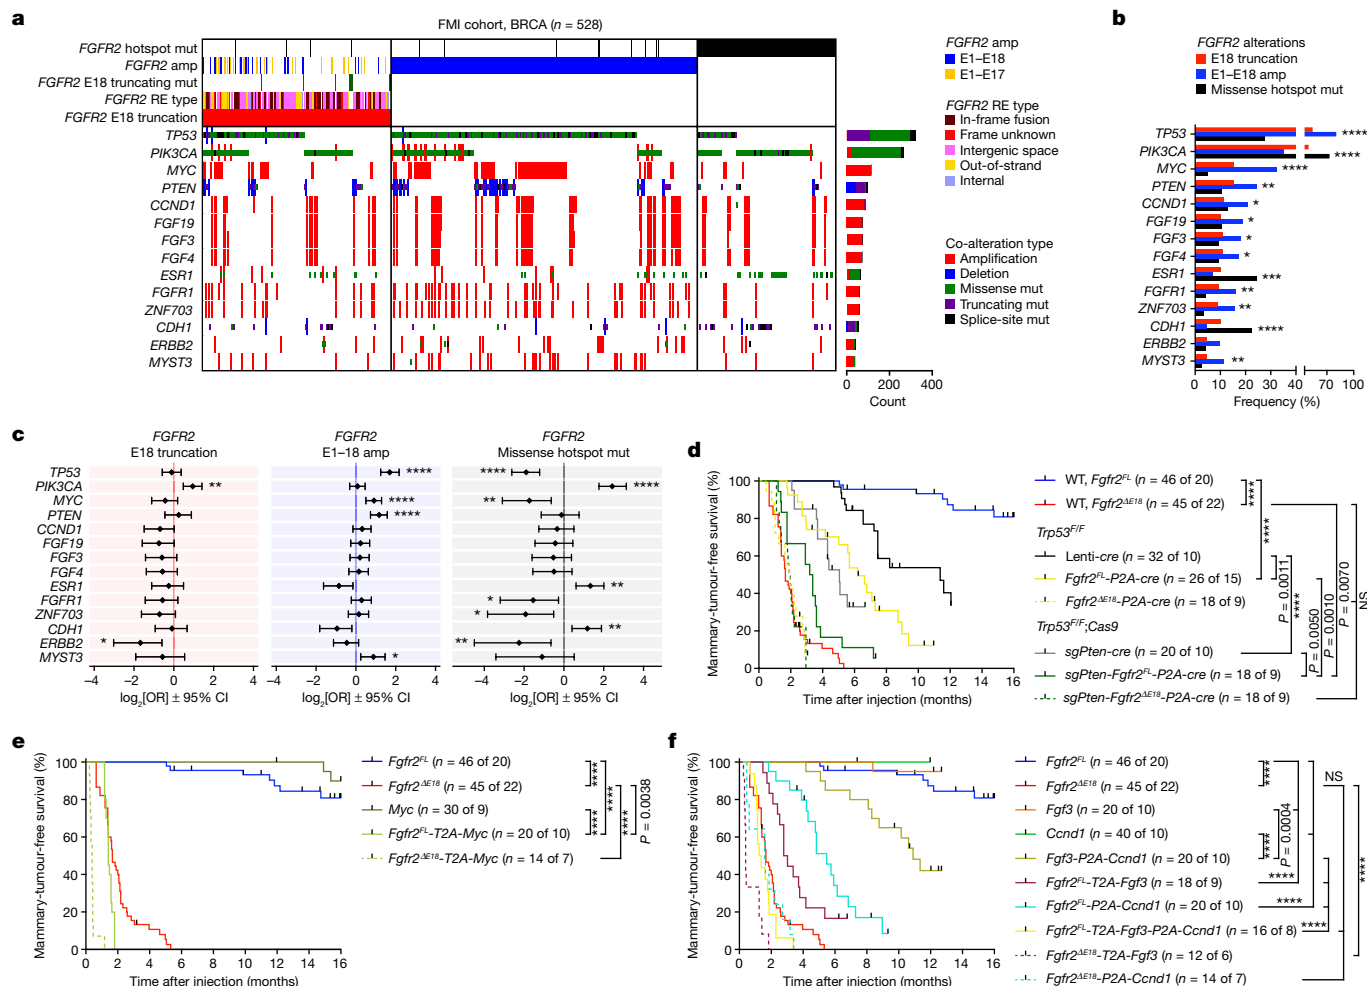 a
FMI cohort, BRCA (n = 528)
FGFR2 hotspot mut
FGFR2 amp
FGFR2 E18 truncating mut
FGFR2 RE type
FGFR2 E18 truncation
TP53
PIK3CA
MYC
PTEN
CCND1
FGF19
FGF3
FGF4
ESR1
FGFR1
ZNF703
CDH1
ERBB2
MYST3
0 200 400
Count
FGFR2 amp
E1–E18
E1–E17
FGFR2 RE type
In-frame fusion
Frame unknown
Intergenic space
Out-of-strand
Internal
Co-alteration type
Amplification
Deletion
Missense mut
Truncating mut
Splice-site mut
b
FGFR2 alterations
E18 truncation
E1–E18 amp
Missense hotspot mut
TP53 ****
PIK3CA ****
MYC ****
PTEN **
CCND1 *
FGF19 *
FGF3 *
FGF4 *
ESR1 ***
FGFR1 **
ZNF703 **
CDH1 ****
ERBB2
MYST3 **
0 10 20 30 40 70 100
Frequency (%)
c
FGFR2
E18 truncation
FGFR2
E1–18 amp
FGFR2
Missense hotspot mut
TP53 **** ****
PIK3CA ** ****
MYC **** **
PTEN ****
CCND1
FGF19
FGF3
FGF4
ESR1 **
FGFR1 *
ZNF703 *
CDH1 **
ERBB2 * **
MYST3 *
−4 −2 0 2 4
−4 −2 0 2 4
−4 −2 0 2 4
log2[OR] ± 95% CI
log2[OR] ± 95% CI
log2[OR] ± 95% CI
d
Mammary-tumour-free survival (%)
100
80
60
40
20
0
0 2 4 6 8 10 12 14 16
Time after injection (months)
WT, Fgfr2FL (n = 46 of 20)
WT, Fgfr2ΔE18 (n = 45 of 22)
Trp53F/F
Lenti-cre (n = 32 of 10)
Fgfr2FL-P2A-cre (n = 26 of 15)
Fgfr2ΔE18-P2A-cre (n = 18 of 9)
Trp53F/F;Cas9
sgPten-cre (n = 20 of 10)
sgPten-Fgfr2FL-P2A-cre (n = 18 of 9)
sgPten-Fgfr2ΔE18-P2A-cre (n = 18 of 9)
****
****
P = 0.0011
****
P = 0.0050
P = 0.0010
P = 0.0070
NS
e
Mammary-tumour-free survival (%)
100
80
60
40
20
0
0 2 4 6 8 10 12 14 16
Time after injection (months)
Fgfr2FL (n = 46 of 20)
Fgfr2ΔE18 (n = 45 of 22)
Myc (n = 30 of 9)
Fgfr2FL-T2A-Myc (n = 20 of 10)
Fgfr2ΔE18-T2A-Myc (n = 14 of 7)
****
****
****
****
P = 0.0038
f
Mammary-tumour-free survival (%)
100
80
60
40
20
0
0 2 4 6 8 10 12 14 16
Time after injection (months)
Fgfr2FL (n = 46 of 20)
Fgfr2ΔE18 (n = 45 of 22)
Fgf3 (n = 20 of 10)
Ccnd1 (n = 40 of 10)
Fgf3-P2A-Ccnd1 (n = 20 of 10)
Fgfr2FL-T2A-Fgf3 (n = 18 of 9)
Fgfr2FL-P2A-Ccnd1 (n = 20 of 10)
Fgfr2FL-T2A-Fgf3-P2A-Ccnd1 (n = 16 of 8)
Fgfr2ΔE18-T2A-Fgf3 (n = 12 of 6)
Fgfr2ΔE18-P2A-Ccnd1 (n = 14 of 7)
****
****
P = 0.0004
****
****
****
NS
****